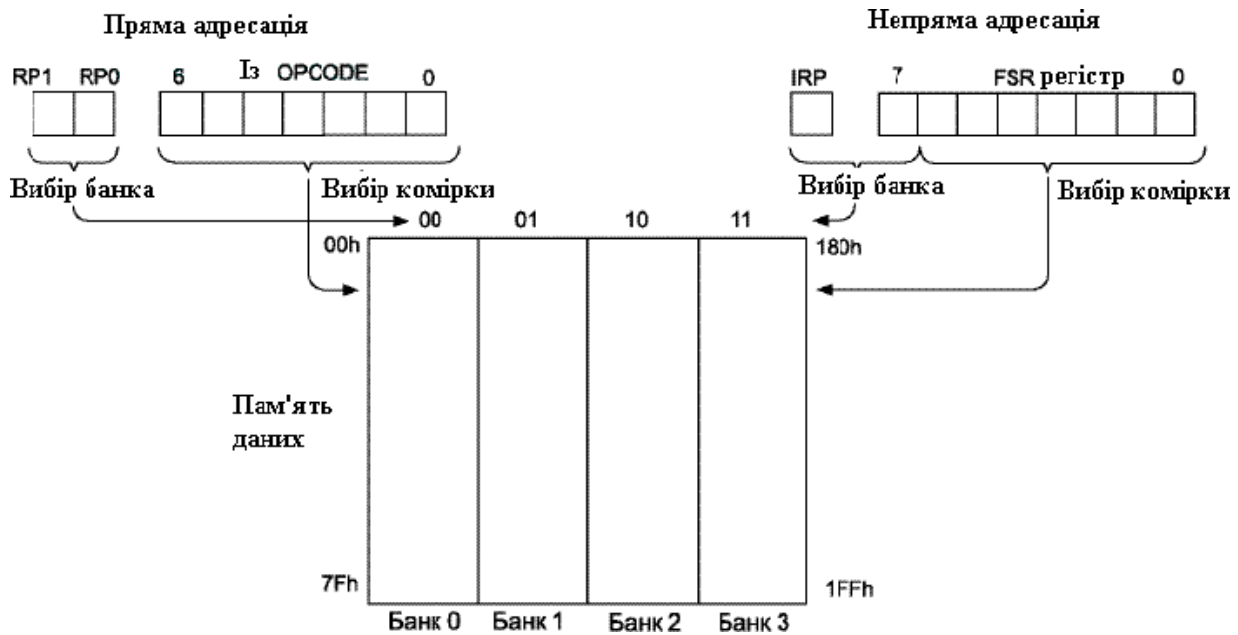 Пряма адресація
Непряма адресація
RP1 RP0 6 Із OPCODE 0
IRP 7 FSR регістр 0
Вибір банка Вибір комірки
Вибір банка Вибір комірки
00 01 10 11
00h 180h
Пам'ять
даних
7Fh 1FFh
Банк 0 Банк 1 Банк 2 Банк 3